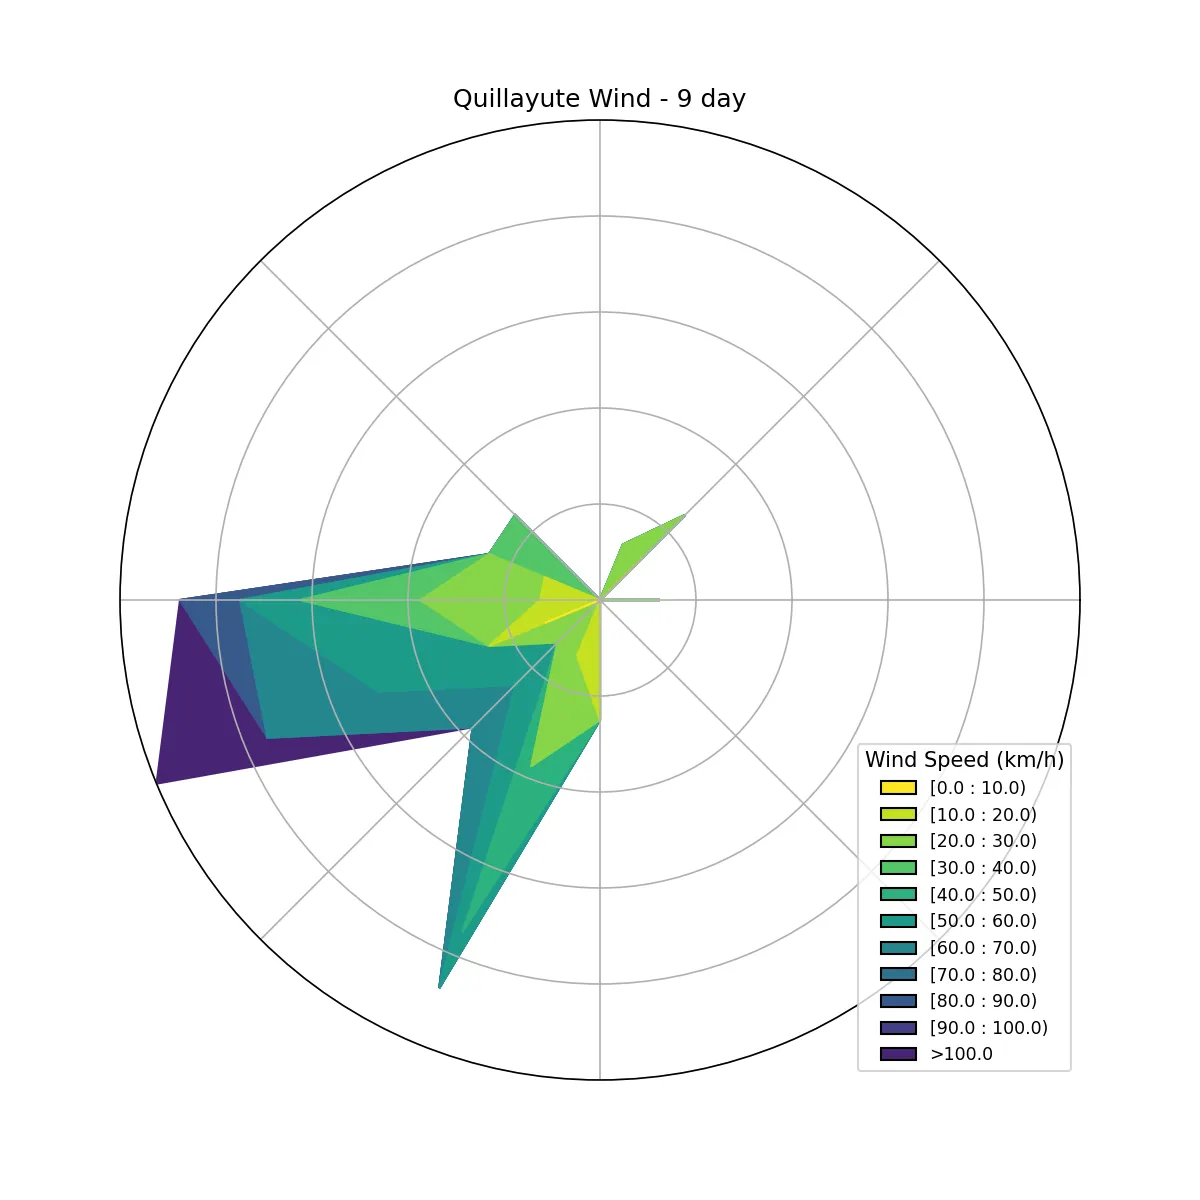 Quillayute Wind - 9 day
Wind Speed (km/h)
[0.0 : 10.0)
[10.0 : 20.0)
[20.0 : 30.0)
[30.0 : 40.0)
[40.0 : 50.0)
[50.0 : 60.0)
[60.0 : 70.0)
[70.0 : 80.0)
[80.0 : 90.0)
[90.0 : 100.0)
>100.0